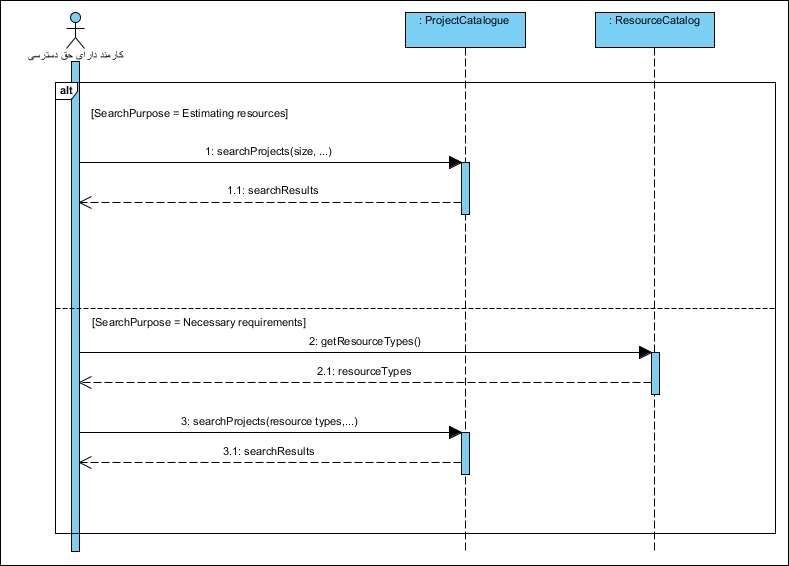 : ProjectCatalogue
: ResourceCatalog
کارمند دارای حق دسترسی
alt
[SearchPurpose = Estimating resources]
1: searchProjects(size, ...)
1.1: searchResults
[SearchPurpose = Necessary requirements]
2: getResourceTypes()
2.1: resourceTypes
3: searchProjects(resource types,...)
3.1: searchResults